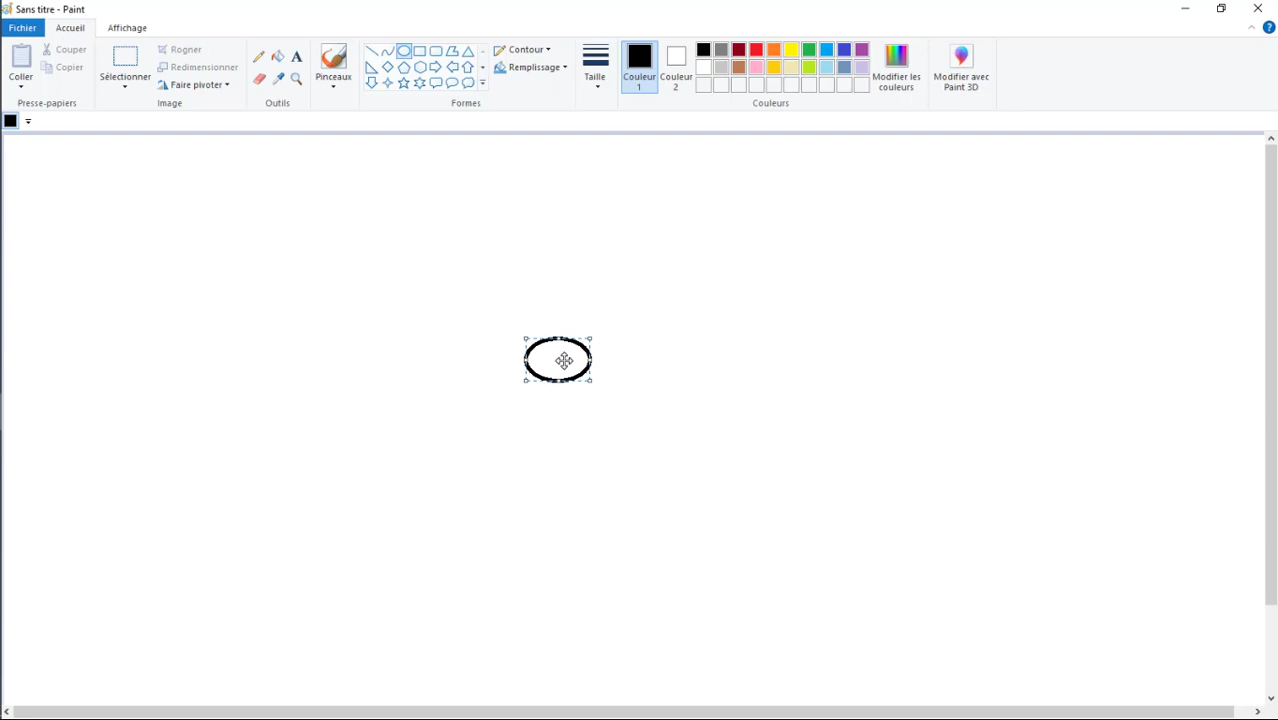 Sans titre - Paint
Fichier Accueil Affichage
Coller
Couper
Copier
Presse-papiers
Sélectionner
Rogner
Redimensionner
Faire pivoter
Image
A
Outils
Pinceaux
Contour
Remplissage
Formes
Taille
Couleur 1
Couleur 2
Modifier les couleurs
Couleurs
Modifier avec Paint 3D